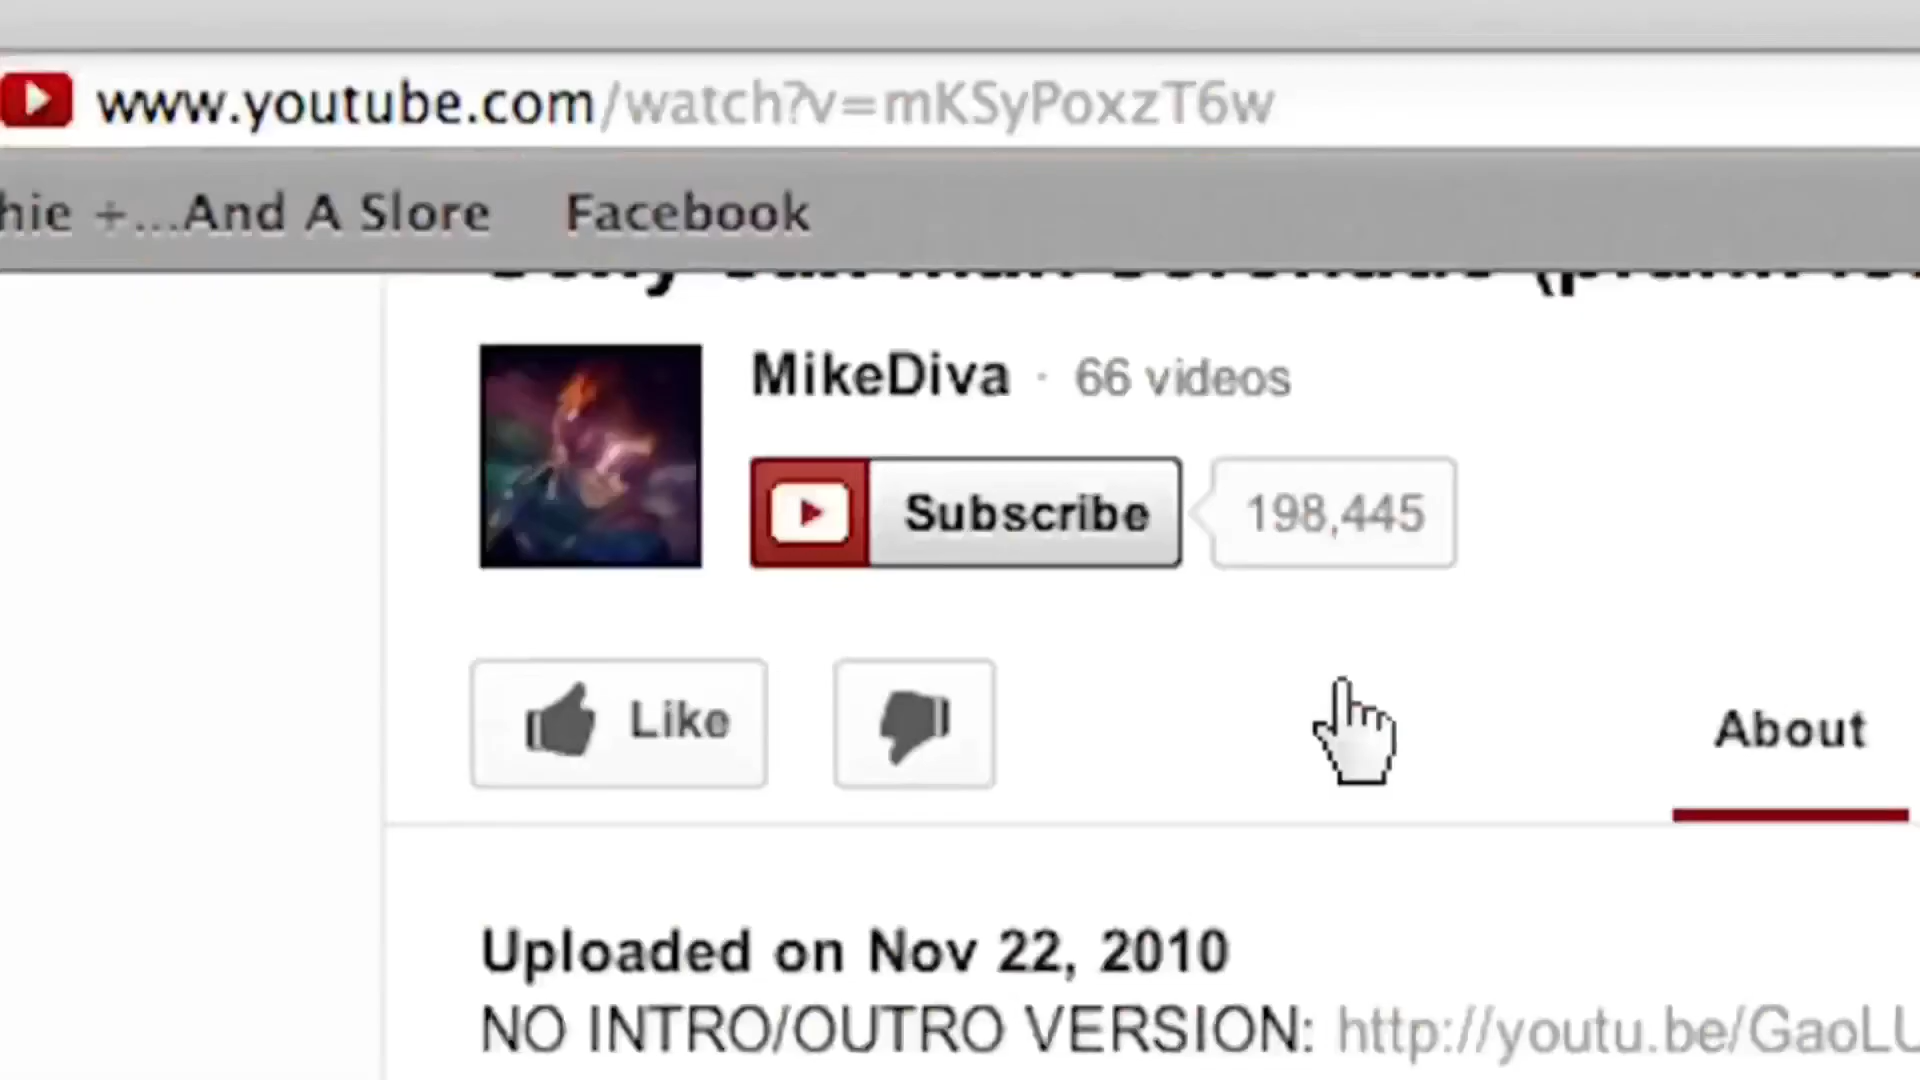 www.youtube.com/watch?v=mKSyPoxzT6w
hie +...And A Slore Facebook
MikeDiva · 66 videos
Subscribe 198,445
Like
About
Uploaded on Nov 22, 2010
NO INTRO/OUTRO VERSION: http://youtu.be/GaoLU